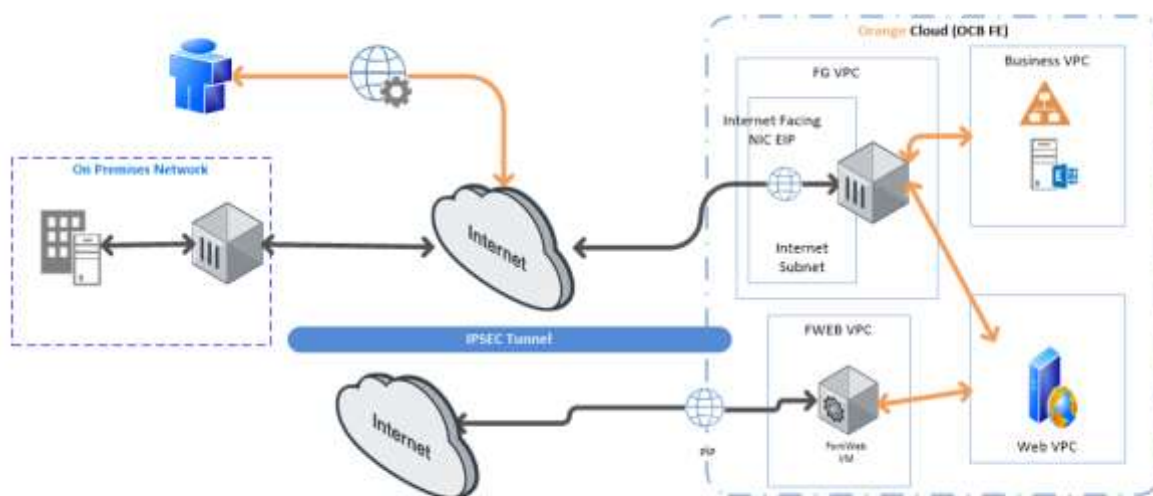 Orange Cloud (OCB FE)
FG VPC
Business VPC
Internet Facing
NIC EIP
On Premises Network
Internet
Internet
Subnet
IPSEC Tunnel
FWEB VPC
Internet
PIP
VM
Web VPC